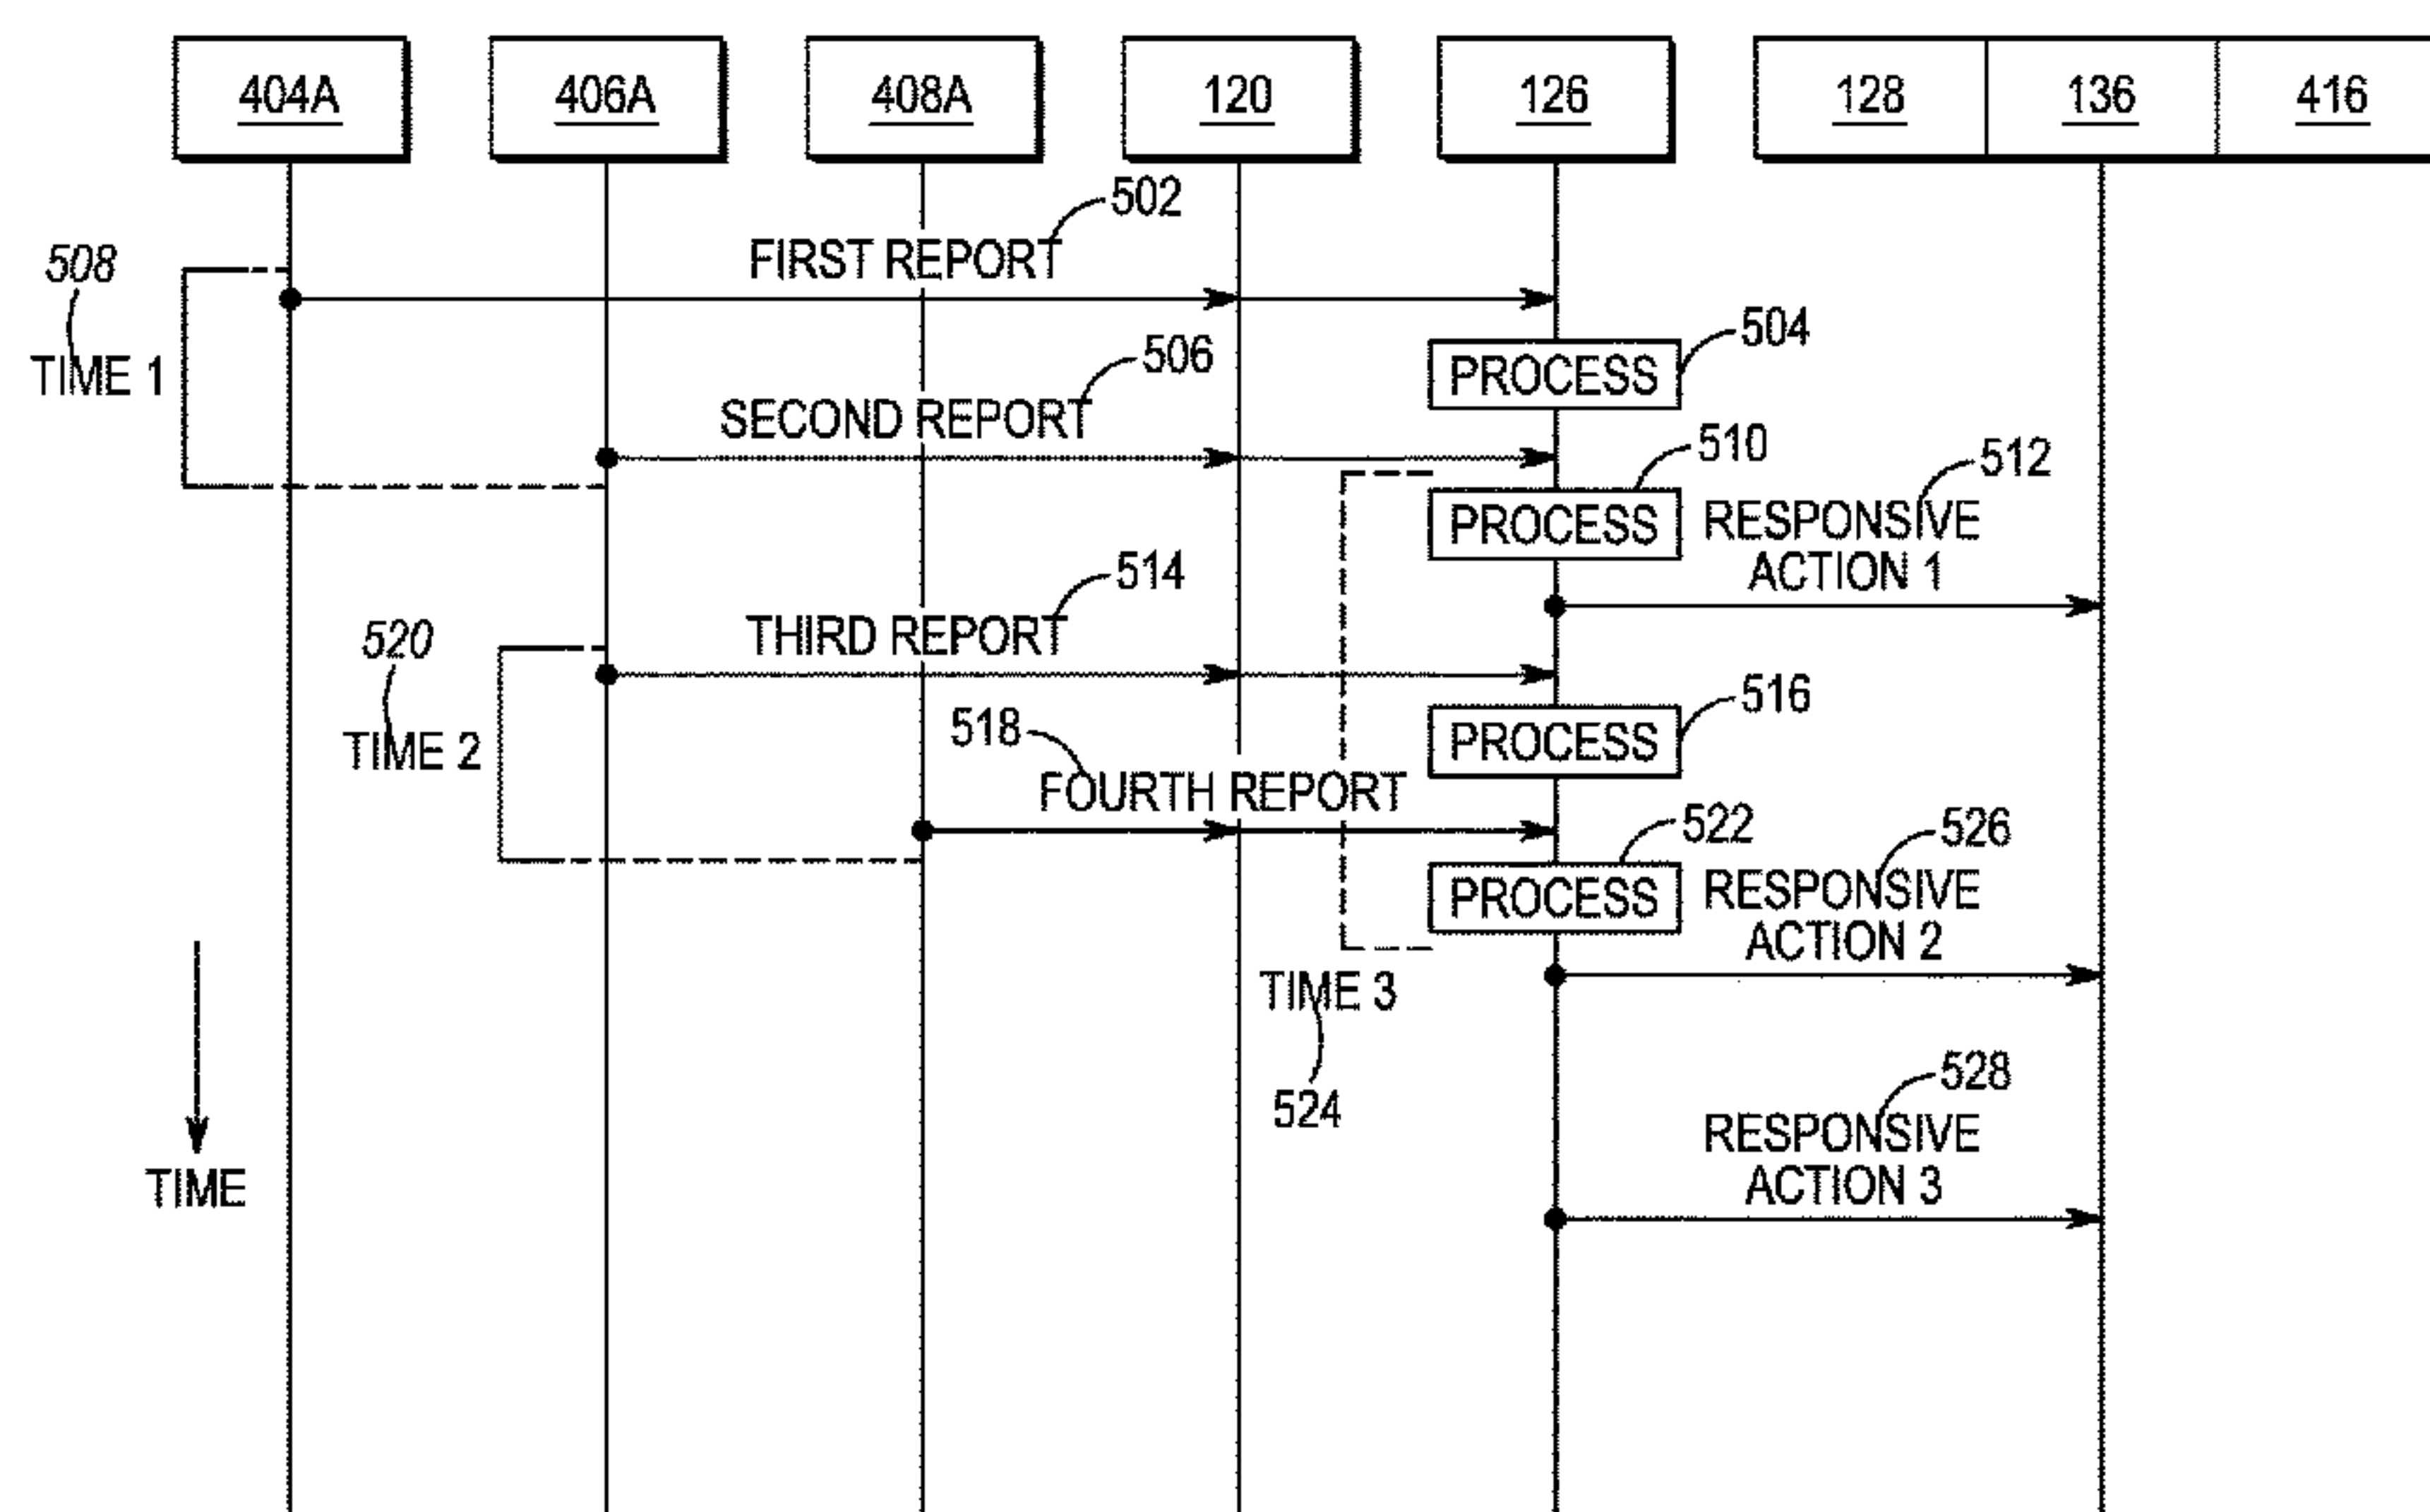 404A 406A 408A 120 126 128 136 416
502
FIRST REPORT
508
504
TIME 1
PROCESS
506
SECOND REPORT
510
512
PROCESS
RESPONSIVE
ACTION 1
514
THIRD REPORT
520
516
TIME 2
PROCESS
518
FOURTH REPORT
522
526
PROCESS
RESPONSIVE
ACTION 2
TIME 3
524
528
RESPONSIVE
ACTION 3
TIME